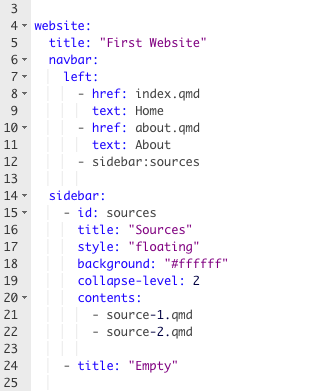 3
4 website:
5   title: "First Website"
6   navbar:
7     left:
8       - href: index.qmd
9         text: Home
10       - href: about.qmd
11         text: About
12       - sidebar:sources
13
14   sidebar:
15     - id: sources
16       title: "Sources"
17       style: "floating"
18       background: "#ffffff"
19       collapse-level: 2
20       contents:
21         - source-1.qmd
22         - source-2.qmd
23
24     - title: "Empty"
25